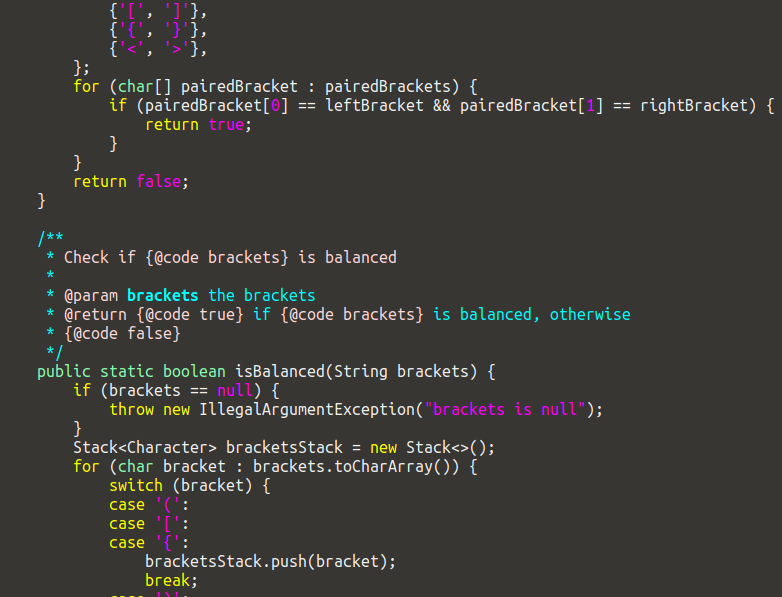 {'[', ']'},
{'{', '}'},
{'<', '>'},
};
for (char[] pairedBracket : pairedBrackets) {
if (pairedBracket[0] == leftBracket && pairedBracket[1] == rightBracket) {
return true;
}
}
return false;
}
/**
* Check if {@code brackets} is balanced
*
* @param brackets the brackets
* @return {@code true} if {@code brackets} is balanced, otherwise
* {@code false}
*/
public static boolean isBalanced(String brackets) {
if (brackets == null) {
throw new IllegalArgumentException("brackets is null");
}
Stack<Character> bracketsStack = new Stack<>();
for (char bracket : brackets.toCharArray()) {
switch (bracket) {
case '(':
case '[':
case '{':
bracketsStack.push(bracket);
break;
case ')':